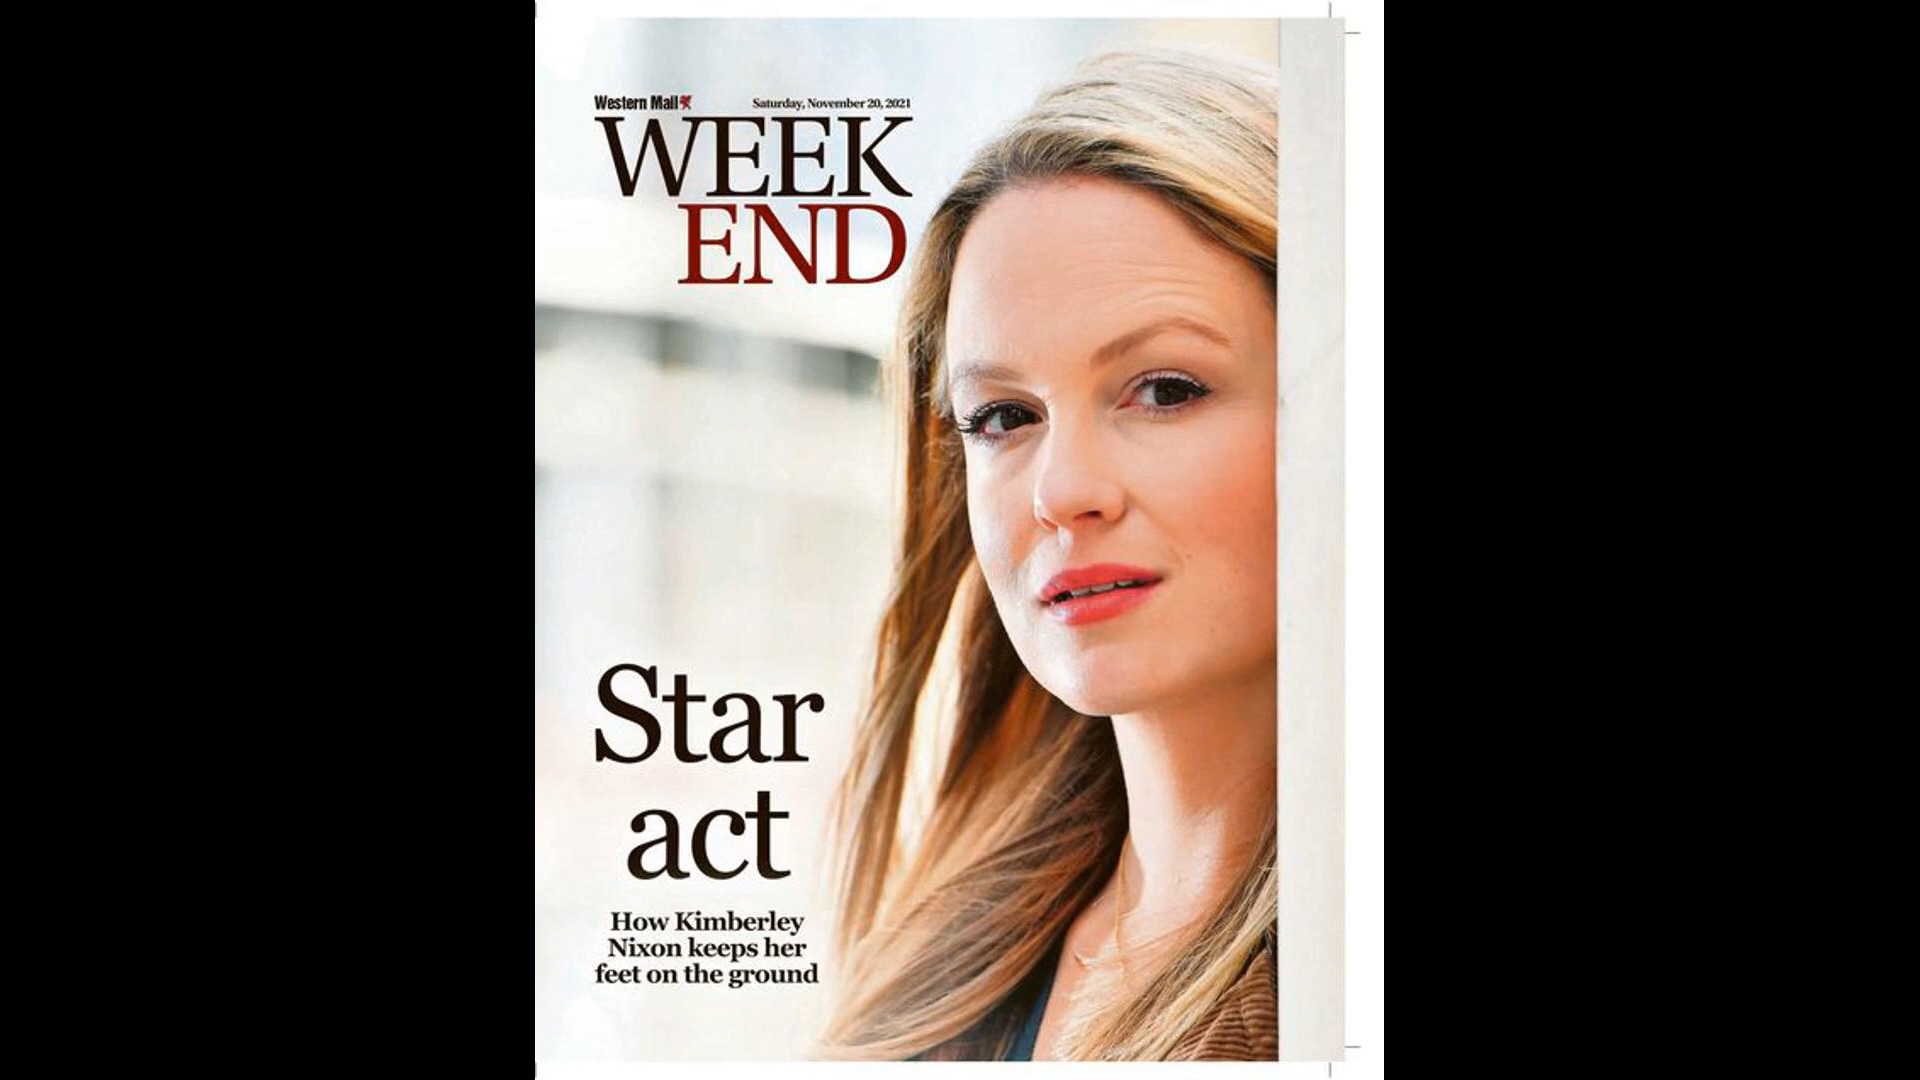 Western Mail
Saturday, November 20, 2021
WEEK
END
Star
act
How Kimberley
Nixon keeps her
feet on the ground